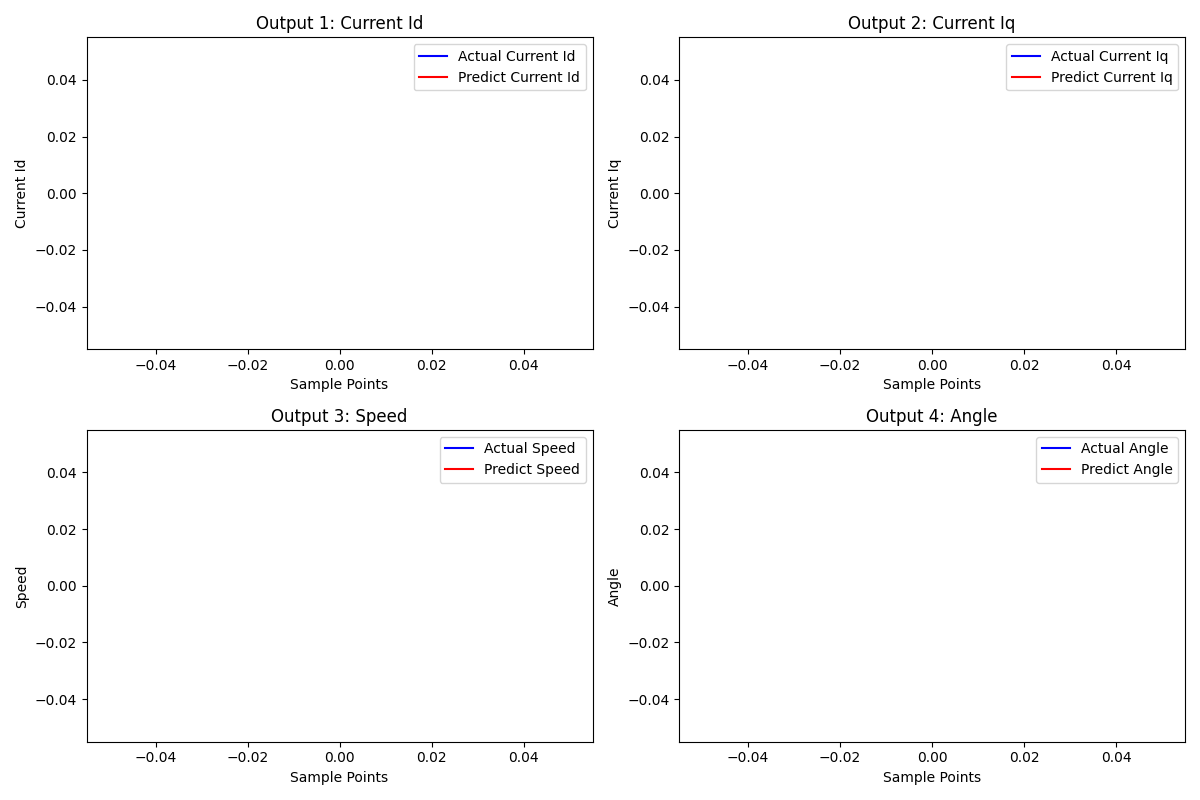 Output 1: Current Id
Actual Current Id
Predict Current Id
Current Id
0.04
0.02
0.00
−0.02
−0.04
−0.04
−0.02
0.00
0.02
0.04
Sample Points
Output 2: Current Iq
Actual Current Iq
Predict Current Iq
Current Iq
0.04
0.02
0.00
−0.02
−0.04
−0.04
−0.02
0.00
0.02
0.04
Sample Points
Output 3: Speed
Actual Speed
Predict Speed
Speed
0.04
0.02
0.00
−0.02
−0.04
−0.04
−0.02
0.00
0.02
0.04
Sample Points
Output 4: Angle
Actual Angle
Predict Angle
Angle
0.04
0.02
0.00
−0.02
−0.04
−0.04
−0.02
0.00
0.02
0.04
Sample Points